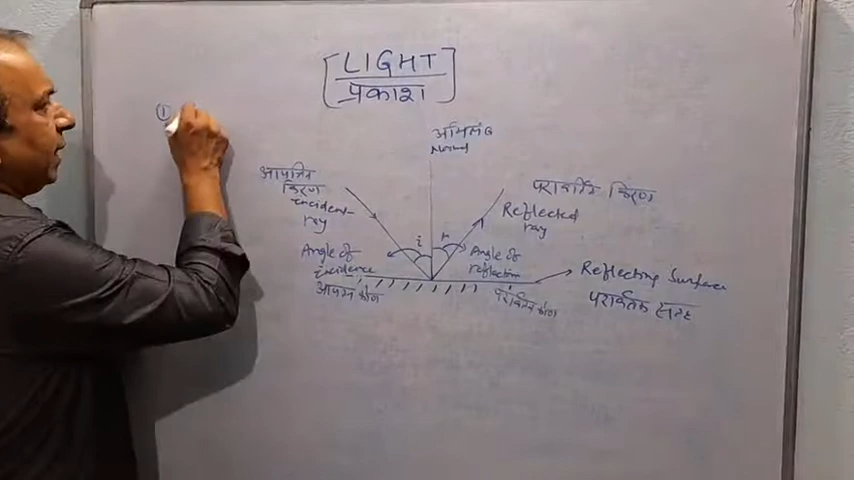 LIGHT
प्रकाश
①
अभिलंब
Normal
आपतित
किरण
incident
ray
परावर्तित किरण
Reflected
ray
i
r
Angle of
incidence
आपतन कोण
Angle of
reflection
परावर्तन कोण
Reflecting Surface
परावर्तक सतह